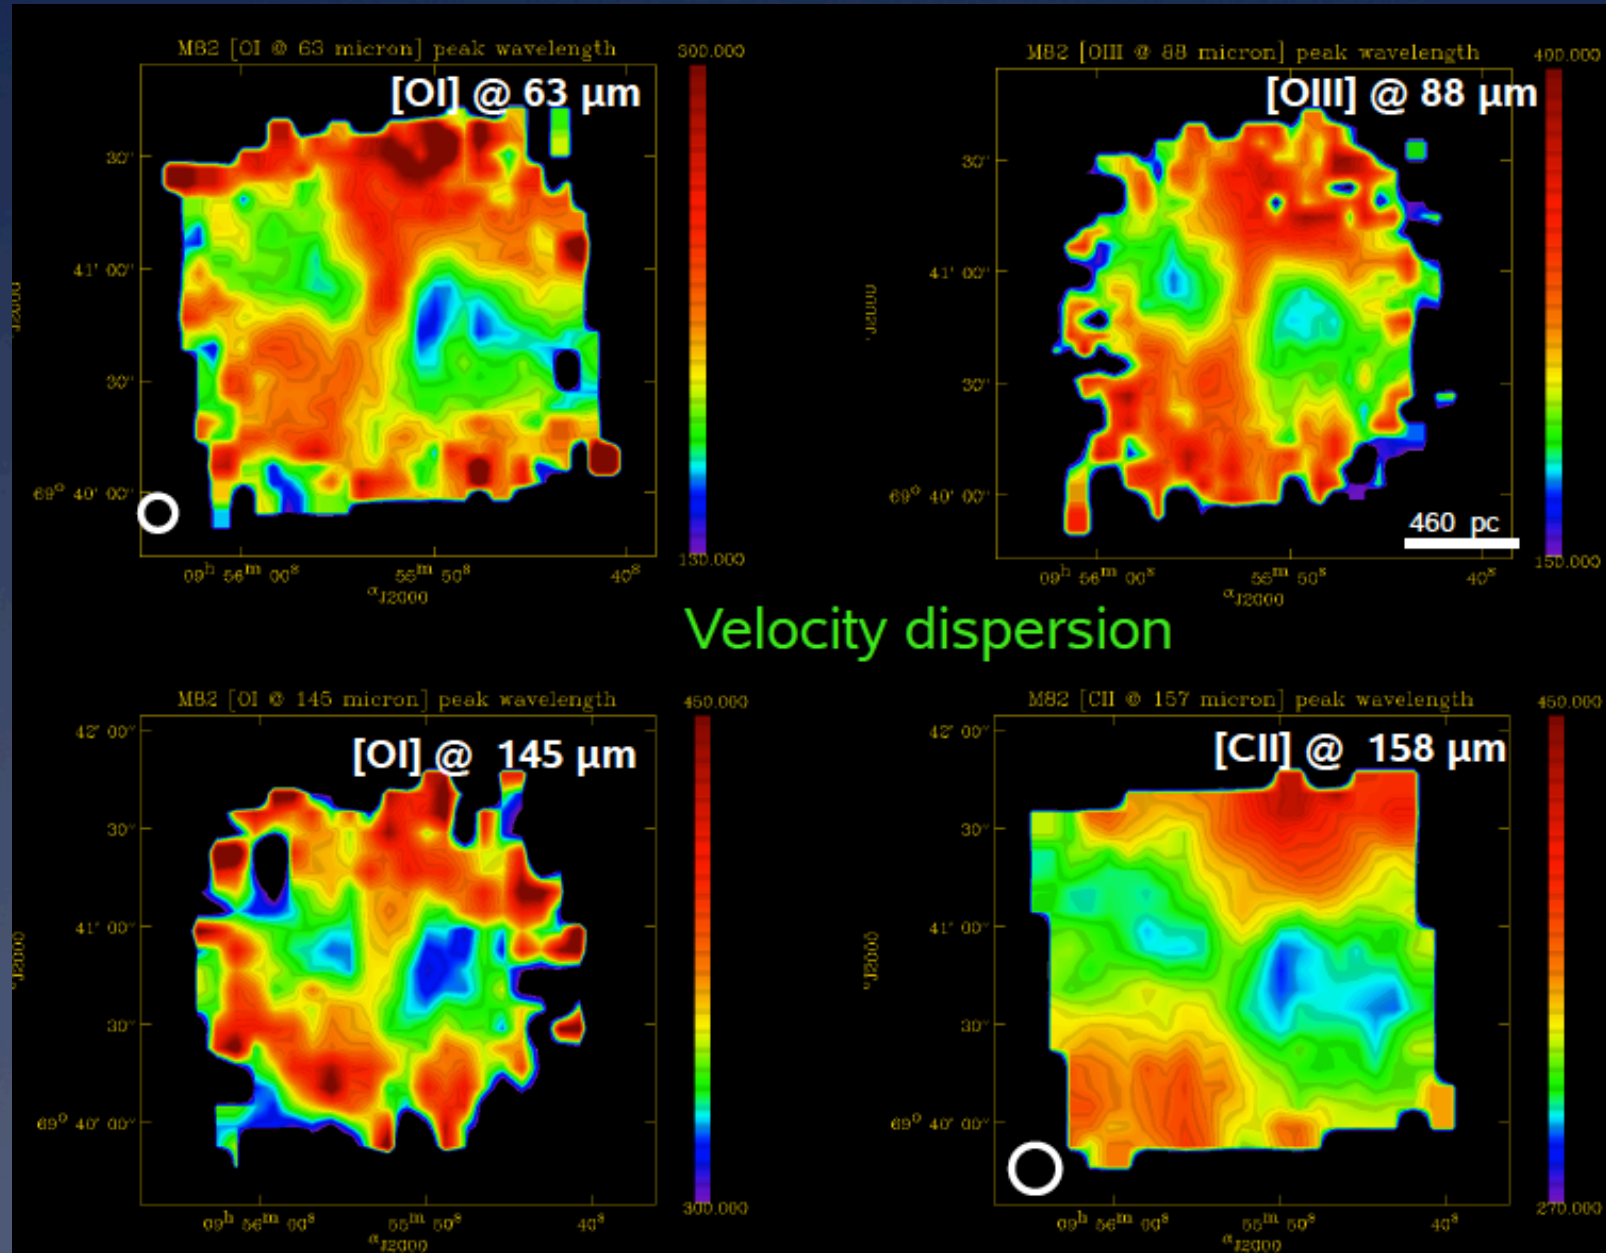 M82 [OI @ 63 micron] peak wavelength
300.000
[OI] @ 63 µm
30''
41' 00''
30''
69° 40' 00''
130.000
09h 56m 00s
55m 50s
40s
αJ2000
M82 [OIII @ 88 micron] peak wavelength
400.000
[OIII] @ 88 µm
30''
41' 00''
30''
69° 40' 00''
460 pc
150.000
09h 56m 00s
55m 50s
40s
αJ2000
Velocity dispersion
M82 [OI @ 145 micron] peak wavelength
450.000
42' 00''
[OI] @ 145 µm
30''
41' 00''
J2000
30''
69° 40' 00''
300.000
09h 56m 00s
55m 50s
40s
αJ2000
M82 [CII @ 157 micron] peak wavelength
450.000
42' 00''
[CII] @ 158 µm
30''
41' 00''
J2000
30''
69° 40' 00''
270.000
09h 56m 00s
55m 50s
40s
αJ2000